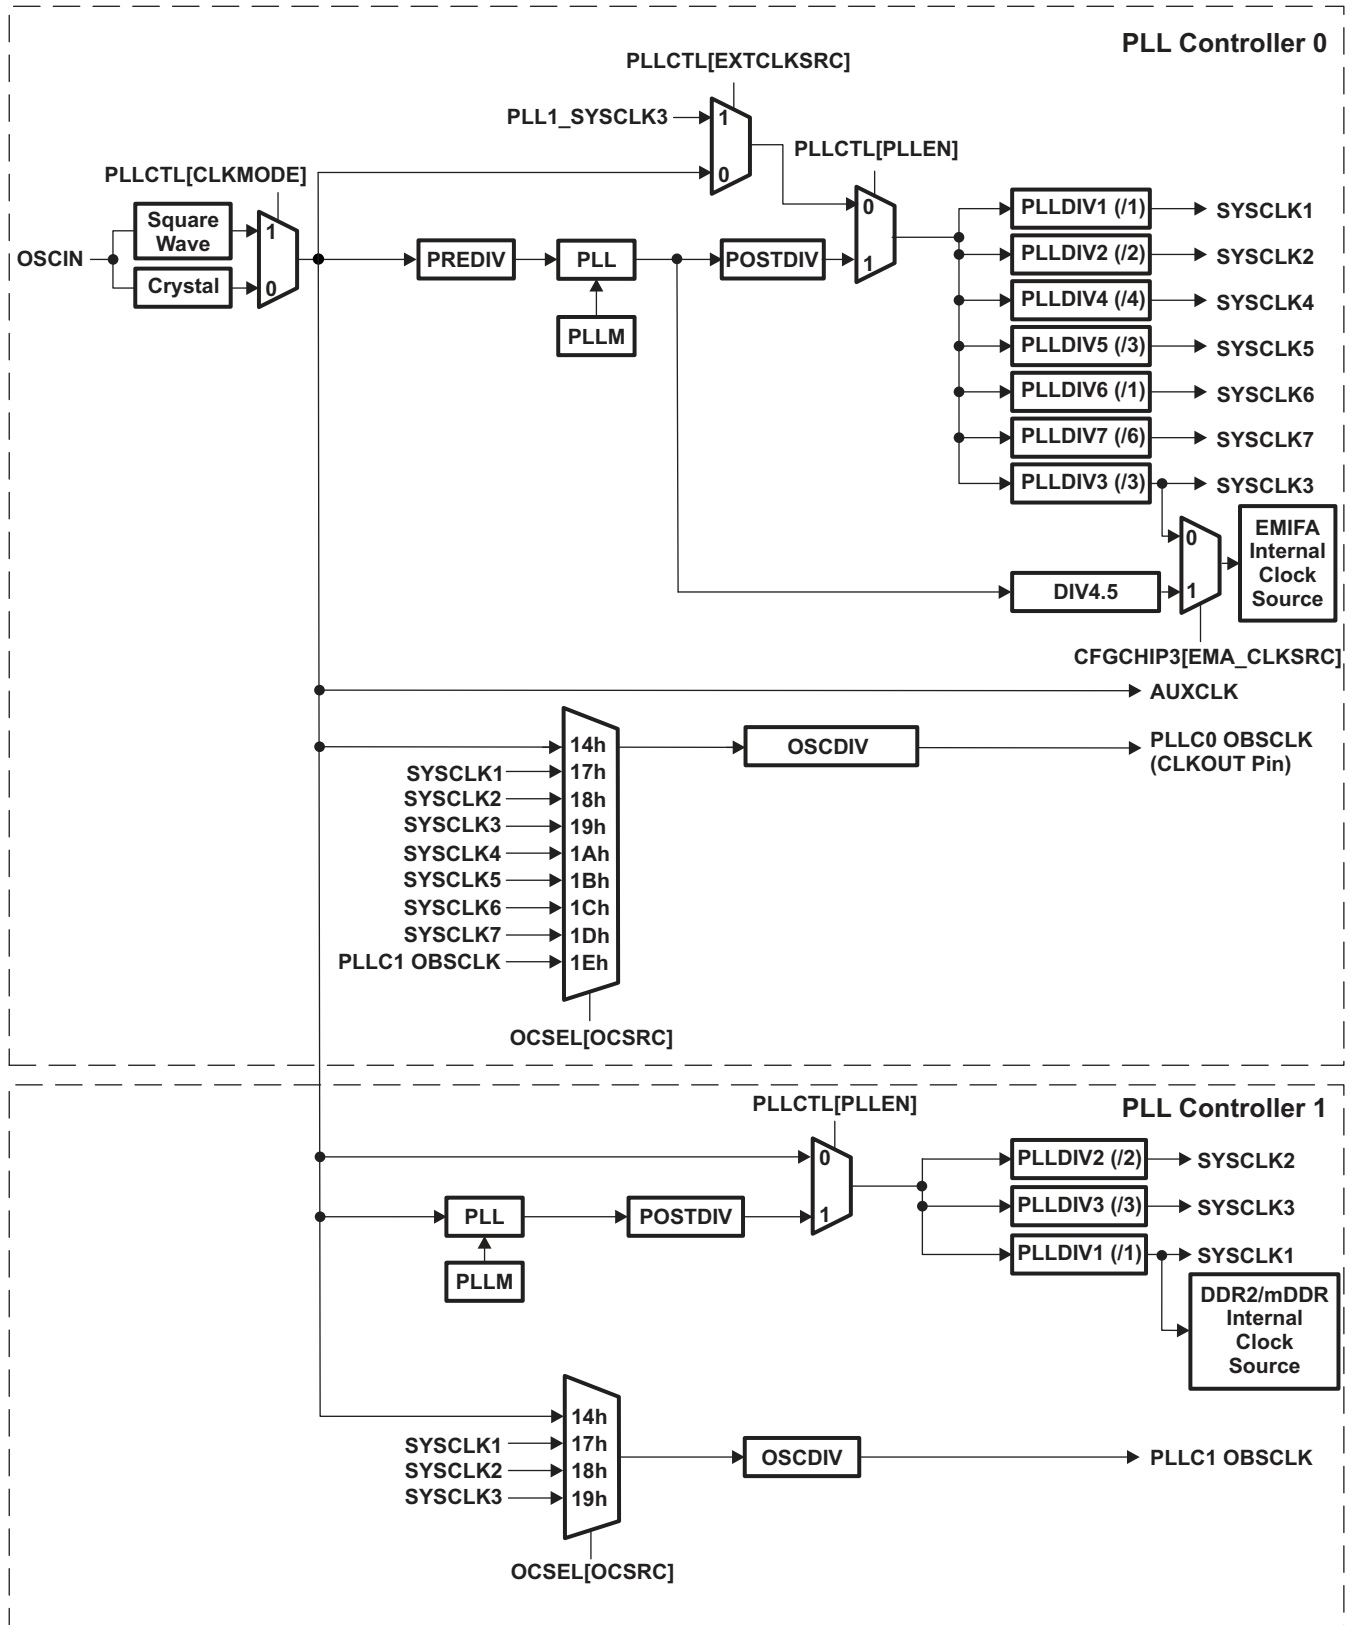 PLL Controller 0
PLLCTL[EXTCLKSRC]
PLL1_SYSCLK3
1
0
PLLCTL[PLLEN]
0
1
PLLCTL[CLKMODE]
OSCIN
Square
Wave
Crystal
1
0
PREDIV
PLL
PLLM
POSTDIV
PLLDIV1 (/1)
SYSCLK1
PLLDIV2 (/2)
SYSCLK2
PLLDIV4 (/4)
SYSCLK4
PLLDIV5 (/3)
SYSCLK5
PLLDIV6 (/1)
SYSCLK6
PLLDIV7 (/6)
SYSCLK7
PLLDIV3 (/3)
SYSCLK3
DIV4.5
0
1
EMIFA
Internal
Clock
Source
CFGCHIP3[EMA_CLKSRC]
AUXCLK
14h
SYSCLK1
17h
SYSCLK2
18h
SYSCLK3
19h
SYSCLK4
1Ah
SYSCLK5
1Bh
SYSCLK6
1Ch
SYSCLK7
1Dh
PLLC1 OBSCLK
1Eh
OCSEL[OCSRC]
OSCDIV
PLLC0 OBSCLK
(CLKOUT Pin)
PLL Controller 1
PLLCTL[PLLEN]
0
1
PLL
PLLM
POSTDIV
PLLDIV2 (/2)
SYSCLK2
PLLDIV3 (/3)
SYSCLK3
PLLDIV1 (/1)
SYSCLK1
DDR2/mDDR
Internal
Clock
Source
14h
SYSCLK1
17h
SYSCLK2
18h
SYSCLK3
19h
OCSEL[OCSRC]
OSCDIV
PLLC1 OBSCLK